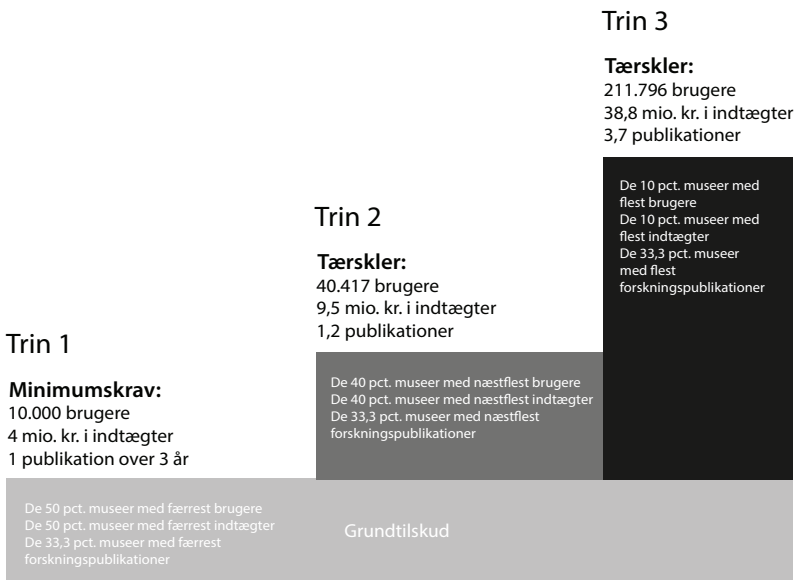 Trin 3
Tærskler:
211.796 brugere
38,8 mio. kr. i indtægter
3,7 publikationer
De 10 pct. museer med
flest brugere
De 10 pct. museer med
flest indtægter
De 33,3 pct. museer
med flest
forskningspublikationer
Trin 2
Tærskler:
40.417 brugere
9,5 mio. kr. i indtægter
1,2 publikationer
De 40 pct. museer med næstflest brugere
De 40 pct. museer med næstflest indtægter
De 33,3 pct. museer med næstflest
forskningspublikationer
Trin 1
Minimumskrav:
10.000 brugere
4 mio. kr. i indtægter
1 publikation over 3 år
De 50 pct. museer med færrest brugere
De 50 pct. museer med færrest indtægter
De 33,3 pct. museer med færrest
forskningspublikationer
Grundtilskud